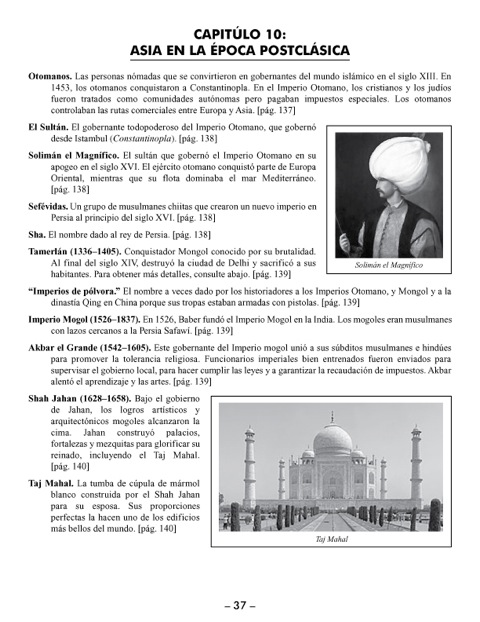 CAPÍTULO 10:
ASIA EN LA ÉPOCA POSTCLÁSICA
Otomanos. Las personas nómadas que se convirtieron en gobernantes del mundo islámico en el siglo XIII. En
1453, los otomanos conquistaron a Constantinopla. En el Imperio Otomano, los cristianos y los judíos
fueron tratados como comunidades autónomas pero pagaban impuestos especiales. Los otomanos
controlaban las rutas comerciales entre Europa y Asia. [pág. 137]
El Sultán. El gobernante todopoderoso del Imperio Otomano, que gobernó
desde Istambul (Constantinopla). [pág. 138]
Solimán el Magnífico. El sultán que gobernó el Imperio Otomano en su
apogeo en el siglo XVI. El ejército otomano conquistó parte de Europa
Oriental, mientras que su flota dominaba el mar Mediterráneo.
[pág. 138]
Sefévidas. Un grupo de musulmanes chiitas que crearon un nuevo imperio en
Persia al principio del siglo XVI. [pág. 138]
Sha. El nombre dado al rey de Persia. [pág. 138]
Tamerlán (1336–1405). Conquistador Mongol conocido por su brutalidad.
Al final del siglo XIV, destruyó la ciudad de Delhi y sacrificó a sus
habitantes. Para obtener más detalles, consulte abajo. [pág. 139]
Solimán el Magnífico
“Imperios de pólvora.” El nombre a veces dado por los historiadores a los Imperios Otomano, y Mongol y a la
dinastía Qing en China porque sus tropas estaban armadas con pistolas. [pág. 139]
Imperio Mogol (1526–1837). En 1526, Baber fundó el Imperio Mogol en la India. Los mogoles eran musulmanes
con lazos cercanos a la Persia Safawí. [pág. 139]
Akbar el Grande (1542–1605). Este gobernante del Imperio mogol unió a sus súbditos musulmanes e hindúes
para promover la tolerancia religiosa. Funcionarios imperiales bien entrenados fueron enviados para
supervisar el gobierno local, para hacer cumplir las leyes y a garantizar la recaudación de impuestos. Akbar
alentó el aprendizaje y las artes. [pág. 139]
Shah Jahan (1628–1658). Bajo el gobierno
de Jahan, los logros artísticos y
arquitectónicos mogoles alcanzaron la
cima. Jahan construyó palacios,
fortalezas y mezquitas para glorificar su
reinado, incluyendo el Taj Mahal.
[pág. 140]
Taj Mahal. La tumba de cúpula de mármol
blanco construida por el Shah Jahan
para su esposa. Sus proporciones
perfectas la hacen uno de los edificios
más bellos del mundo. [pág. 140]
Taj Mahal
– 37 –